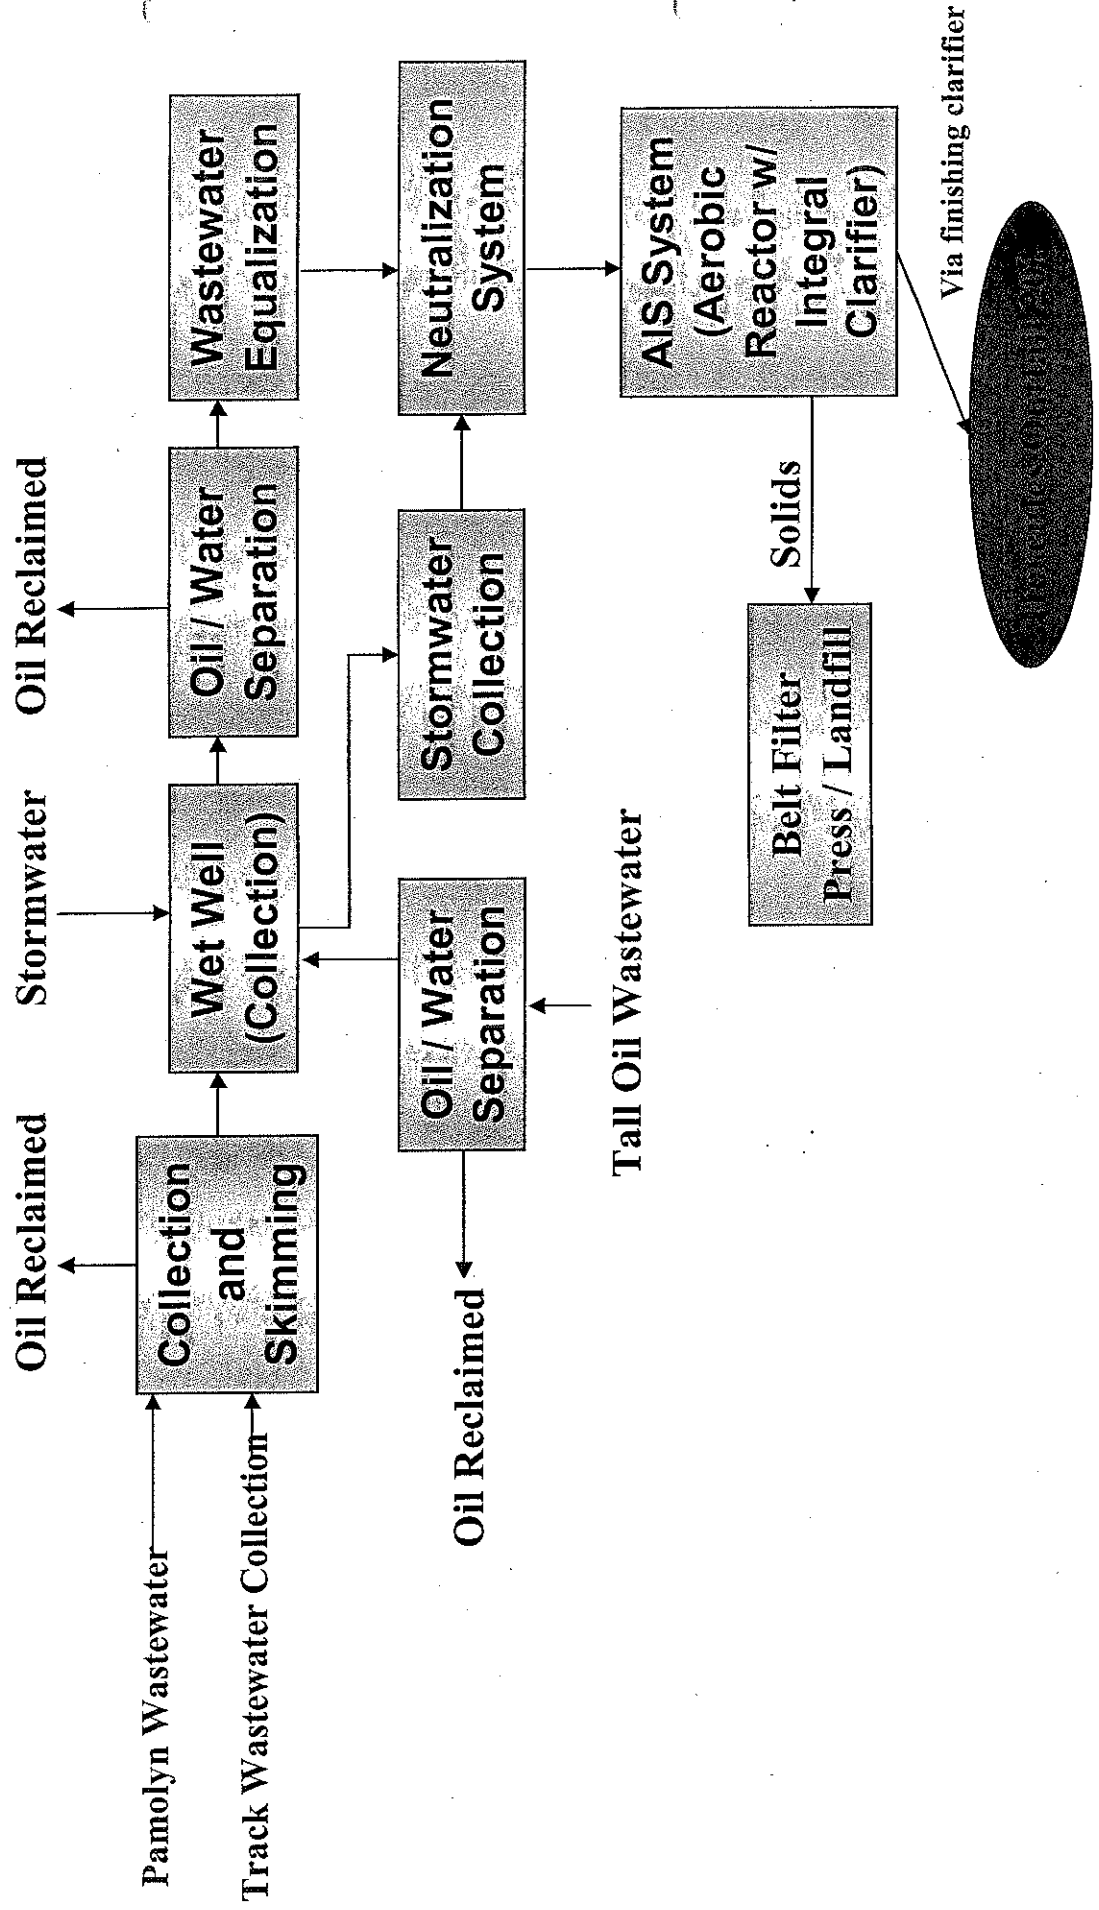 Oil Reclaimed
Stormwater
Oil Reclaimed
Pamolyn Wastewater
Track Wastewater Collection
Collection
and
Skimming
Wet Well
(Collection)
Oil / Water
Separation
Wastewater
Equalization
Oil Reclaimed
Oil / Water
Separation
Stormwater
Collection
Neutralization
System
Tall Oil Wastewater
Solids
AIS System
(Aerobic
Reactor w/
Integral
Clarifier)
Belt Filter
Press / Landfill
Via finishing clarifier